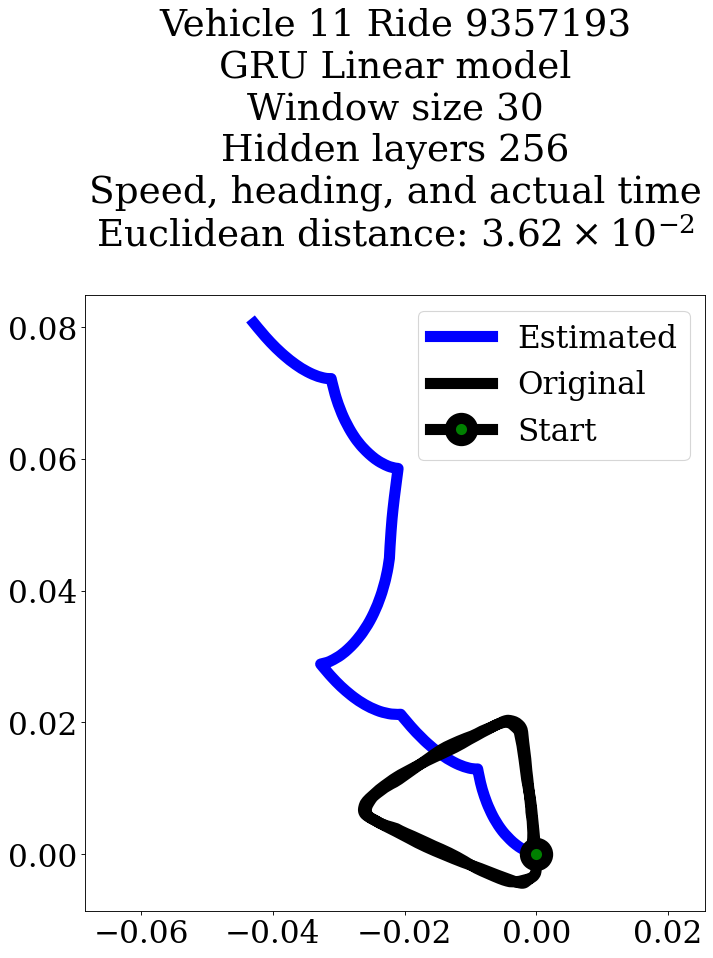 Vehicle 11 Ride 9357193
GRU Linear model
Window size 30
Hidden layers 256
Speed, heading, and actual time
Euclidean distance: 3.62 × 10⁻²
Estimated
Original
Start
0.08
0.06
0.04
0.02
0.00
−0.06
−0.04
−0.02
0.00
0.02